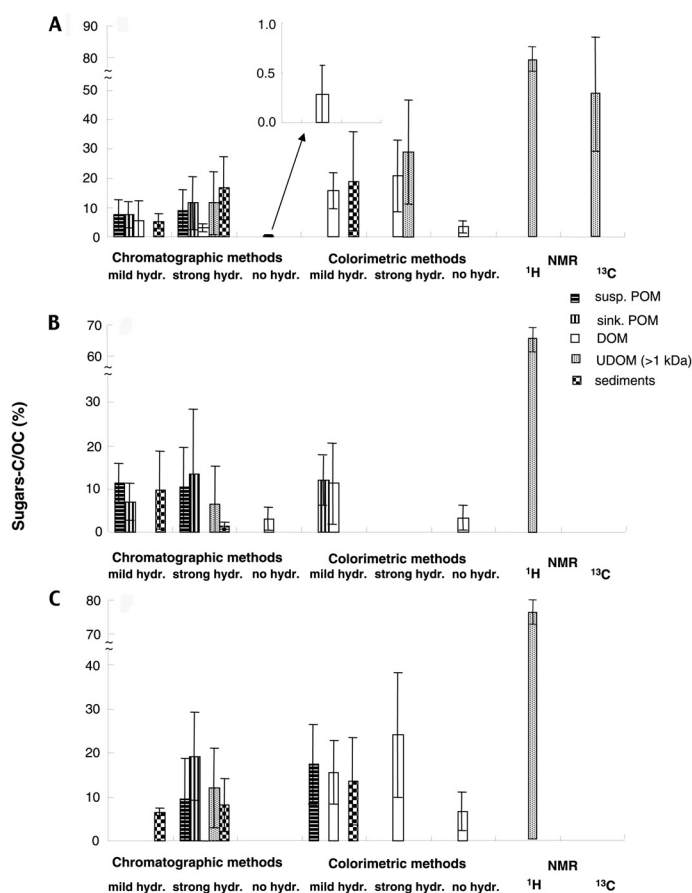 A
90
80
≈
50
40
30
20
10
0
1.0
0.5
0.0
Chromatographic methods Colorimetric methods NMR
mild hydr. strong hydr. no hydr. mild hydr. strong hydr. no hydr. ¹H ¹³C
susp. POM
sink. POM
DOM
UDOM (>1 kDa)
sediments
Sugars-C/OC (%)
B
70
60
≈
30
20
10
0
Chromatographic methods Colorimetric methods NMR
mild hydr. strong hydr. no hydr. mild hydr. strong hydr. no hydr. ¹H ¹³C
C
80
70
≈
40
30
20
10
0
Chromatographic methods Colorimetric methods NMR
mild hydr. strong hydr. no hydr. mild hydr. strong hydr. no hydr. ¹H ¹³C